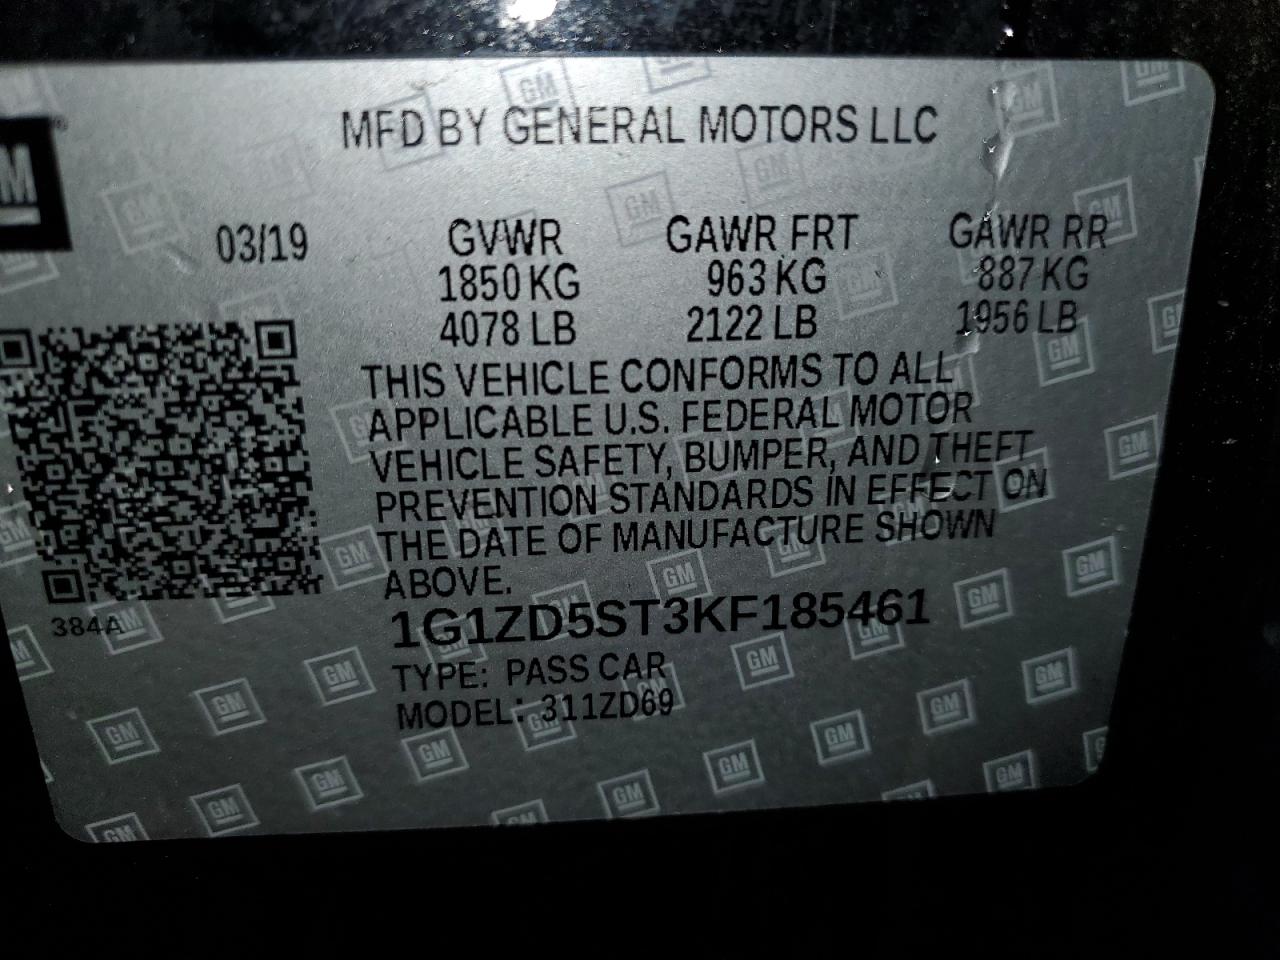 MFD BY GENERAL MOTORS LLC
03/19 GVWR GAWR FRT GAWR RR
1850 KG 963 KG 887 KG
4078 LB 2122 LB 1956 LB
THIS VEHICLE CONFORMS TO ALL
APPLICABLE U.S. FEDERAL MOTOR
VEHICLE SAFETY, BUMPER, AND THEFT
PREVENTION STANDARDS IN EFFECT ON
THE DATE OF MANUFACTURE SHOWN
ABOVE.
384A
1G1ZD5ST3KF185461
TYPE: PASS CAR
MODEL: 311ZD69
GM